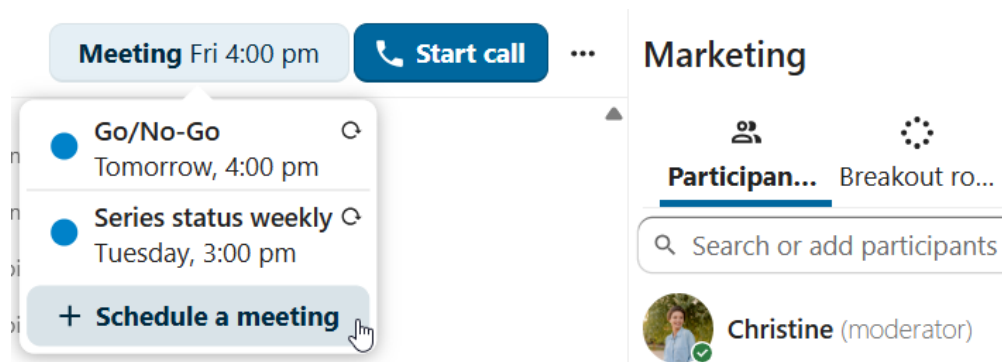 Meeting Fri 4:00 pm
Start call
Marketing
Go/No-Go
Tomorrow, 4:00 pm
Series status weekly
Tuesday, 3:00 pm
+ Schedule a meeting
Participan...
Breakout ro...
Search or add participants
Christine (moderator)